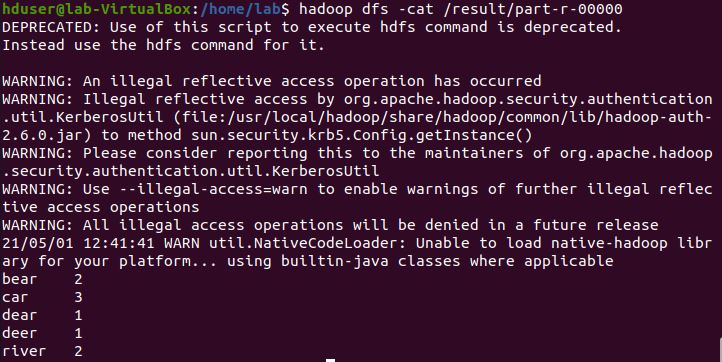 hduser@lab-VirtualBox:/home/lab$ hadoop dfs -cat /result/part-r-00000
DEPRECATED: Use of this script to execute hdfs command is deprecated.
Instead use the hdfs command for it.

WARNING: An illegal reflective access operation has occurred
WARNING: Illegal reflective access by org.apache.hadoop.security.authentication
.util.KerberosUtil (file:/usr/local/hadoop/share/hadoop/common/lib/hadoop-auth-
2.6.0.jar) to method sun.security.krb5.Config.getInstance()
WARNING: Please consider reporting this to the maintainers of org.apache.hadoop
.security.authentication.util.KerberosUtil
WARNING: Use --illegal-access=warn to enable warnings of further illegal reflec
tive access operations
WARNING: All illegal access operations will be denied in a future release
21/05/01 12:41:41 WARN util.NativeCodeLoader: Unable to load native-hadoop libr
ary for your platform... using builtin-java classes where applicable
bear	2
car	3
dear	1
deer	1
river	2